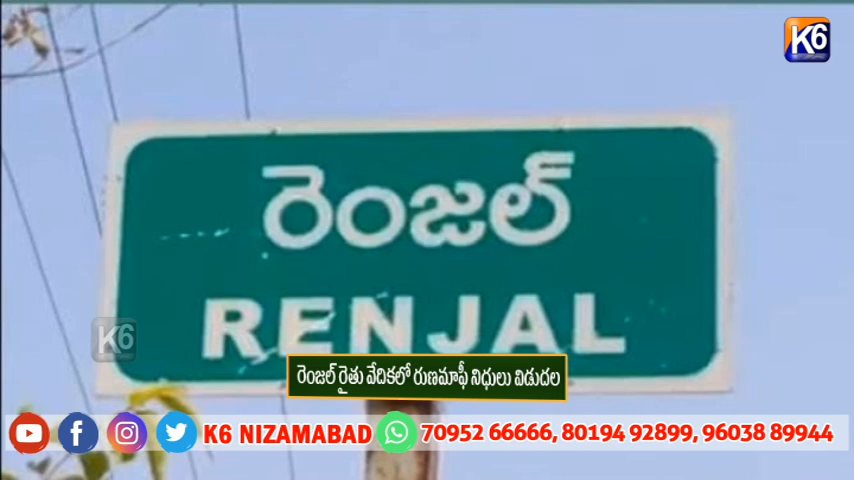 K6
రెంజల్
RENJAL
K6
రెంజల్ రైతు వేదికలో రుణమాఫీ నిధులు విడుదల
K6 NIZAMABAD 70952 66666, 80194 92899, 96038 89944